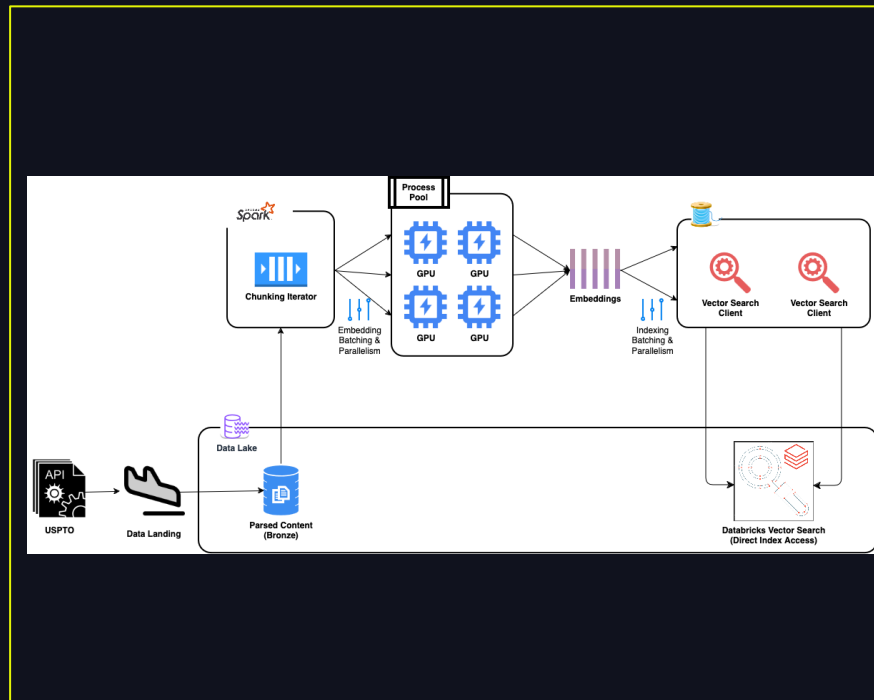 Process
Pool
Spark
Chunking Iterator
GPU
GPU
GPU
GPU
Embedding
Batching &
Parallelism
Embeddings
Indexing
Batching &
Parallelism
Vector Search
Client
Vector Search
Client
Data Lake
API
USPTO
Data Landing
Parsed Content
(Bronze)
Databricks Vector Search
(Direct Index Access)